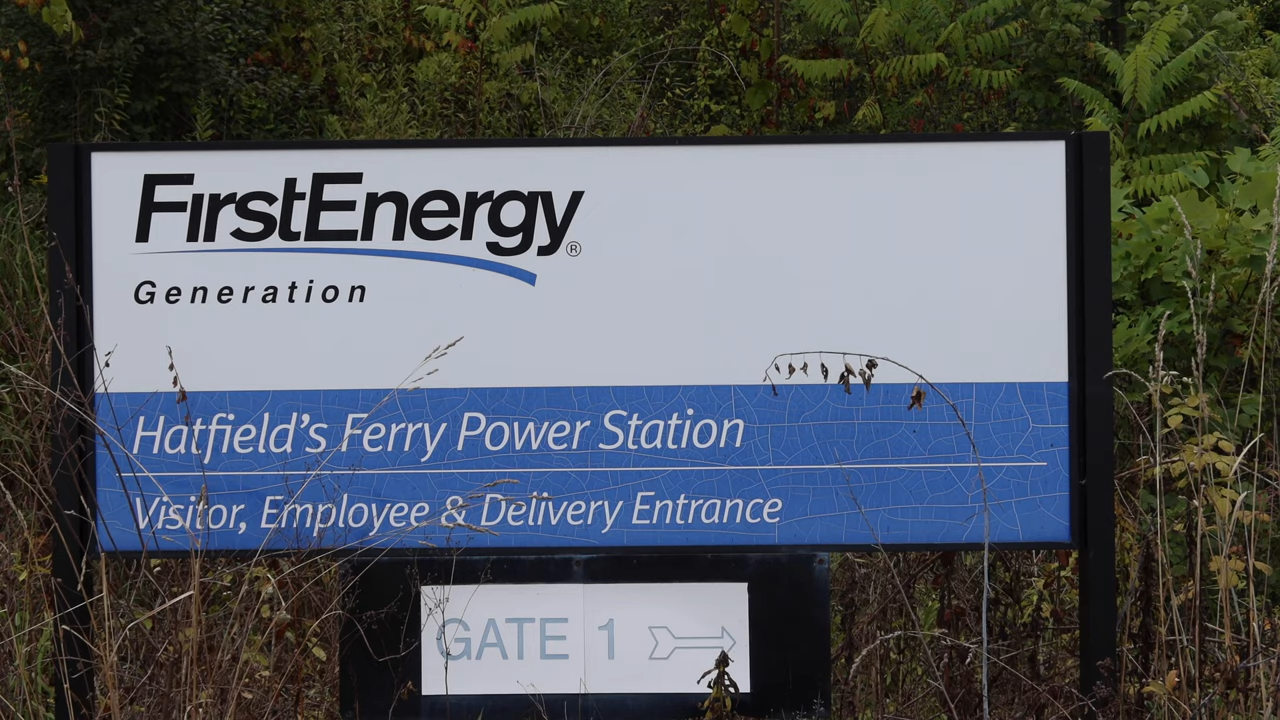 FirstEnergy®
Generation
Hatfield's Ferry Power Station
Visitor, Employee & Delivery Entrance
GATE 1